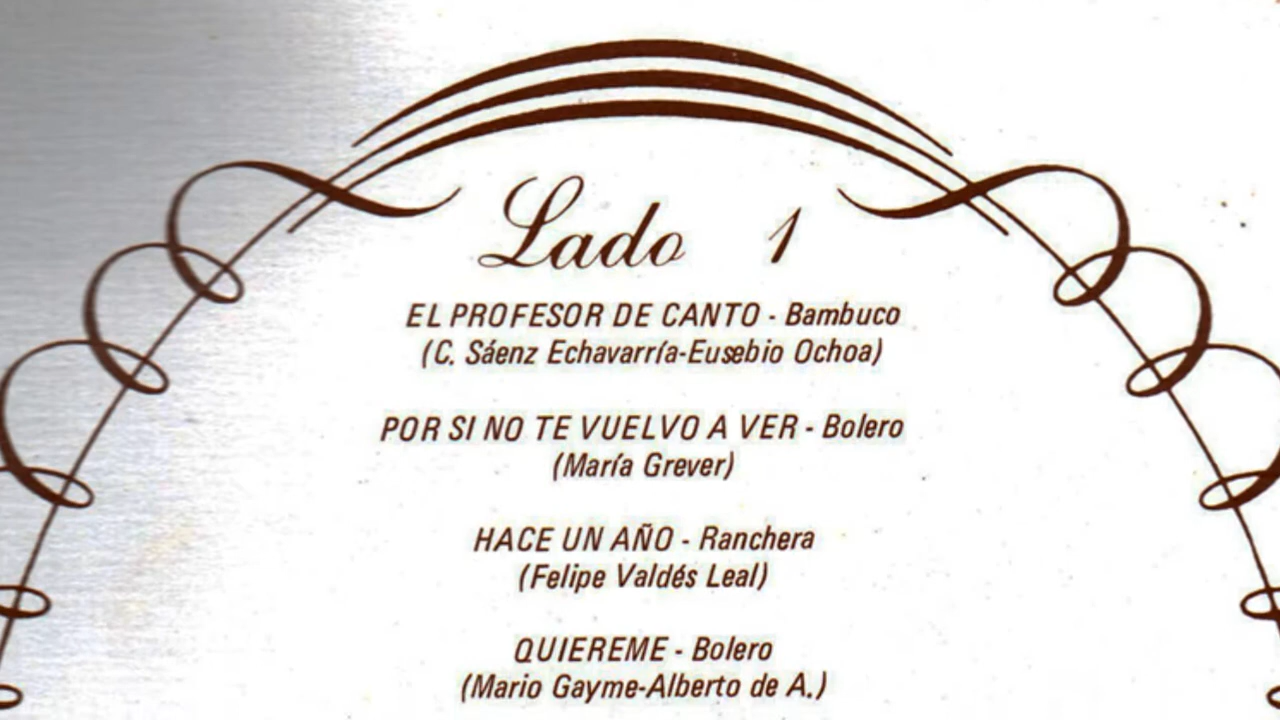 Lado 1
EL PROFESOR DE CANTO - Bambuco
(C. Sáenz Echavarría-Eusebio Ochoa)
POR SI NO TE VUELVO A VER - Bolero
(María Grever)
HACE UN AÑO - Ranchera
(Felipe Valdés Leal)
QUIEREME - Bolero
(Mario Gayme-Alberto de A.)